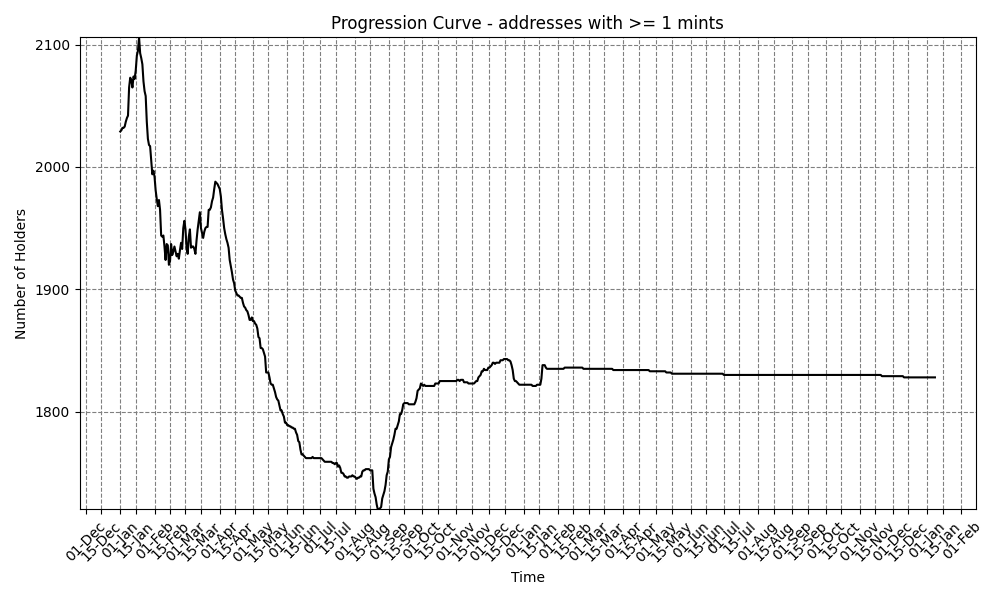 Progression Curve - addresses with >= 1 mints
Number of Holders
2100
2000
1900
1800
01-Dec
15-Dec
01-Jan
15-Jan
01-Feb
15-Feb
01-Mar
15-Mar
01-Apr
15-Apr
01-May
15-May
01-Jun
15-Jun
01-Jul
15-Jul
01-Aug
15-Aug
01-Sep
15-Sep
01-Oct
15-Oct
01-Nov
15-Nov
01-Dec
15-Dec
01-Jan
15-Jan
01-Feb
15-Feb
01-Mar
15-Mar
01-Apr
15-Apr
01-May
15-May
01-Jun
15-Jun
01-Jul
15-Jul
01-Aug
15-Aug
01-Sep
15-Sep
01-Oct
15-Oct
01-Nov
15-Nov
01-Dec
15-Dec
01-Jan
15-Jan
01-Feb
Time